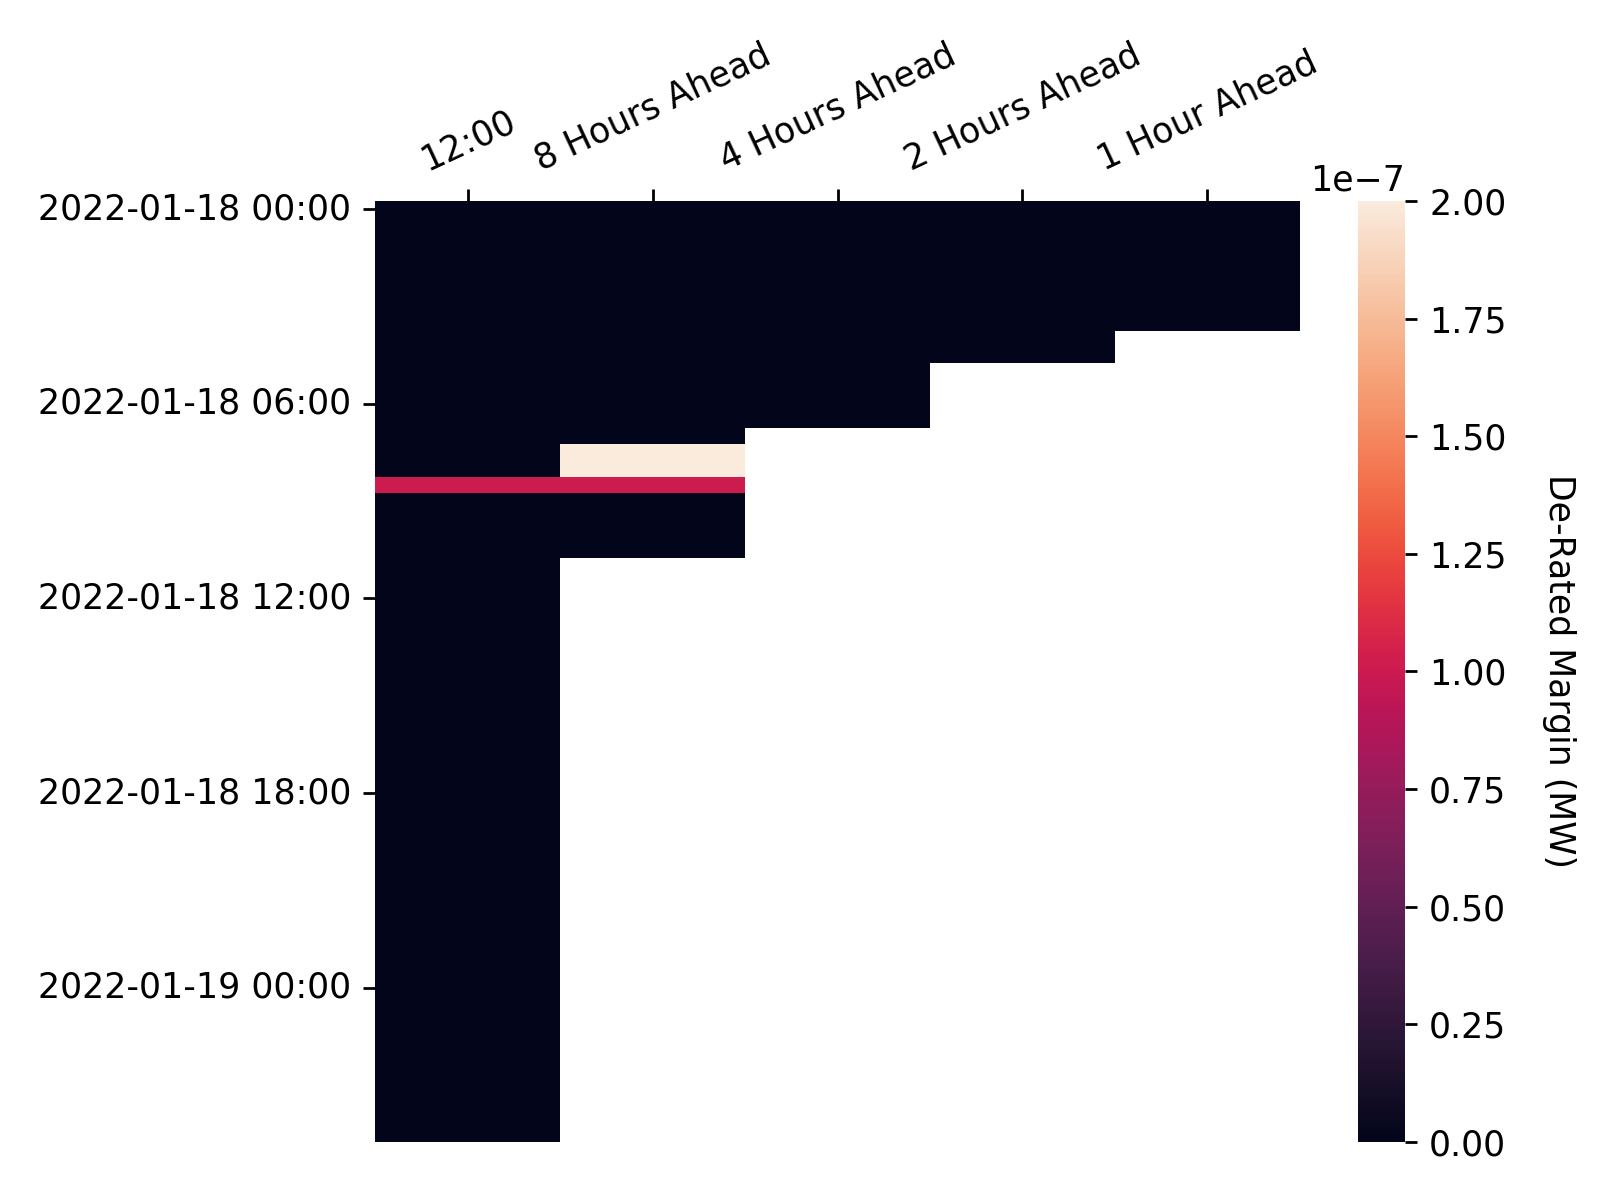 12:00
8 Hours Ahead
4 Hours Ahead
2 Hours Ahead
1 Hour Ahead
2022-01-18 00:00
2022-01-18 06:00
2022-01-18 12:00
2022-01-18 18:00
2022-01-19 00:00
1e−7
2.00
1.75
1.50
1.25
1.00
0.75
0.50
0.25
0.00
De-Rated Margin (MW)